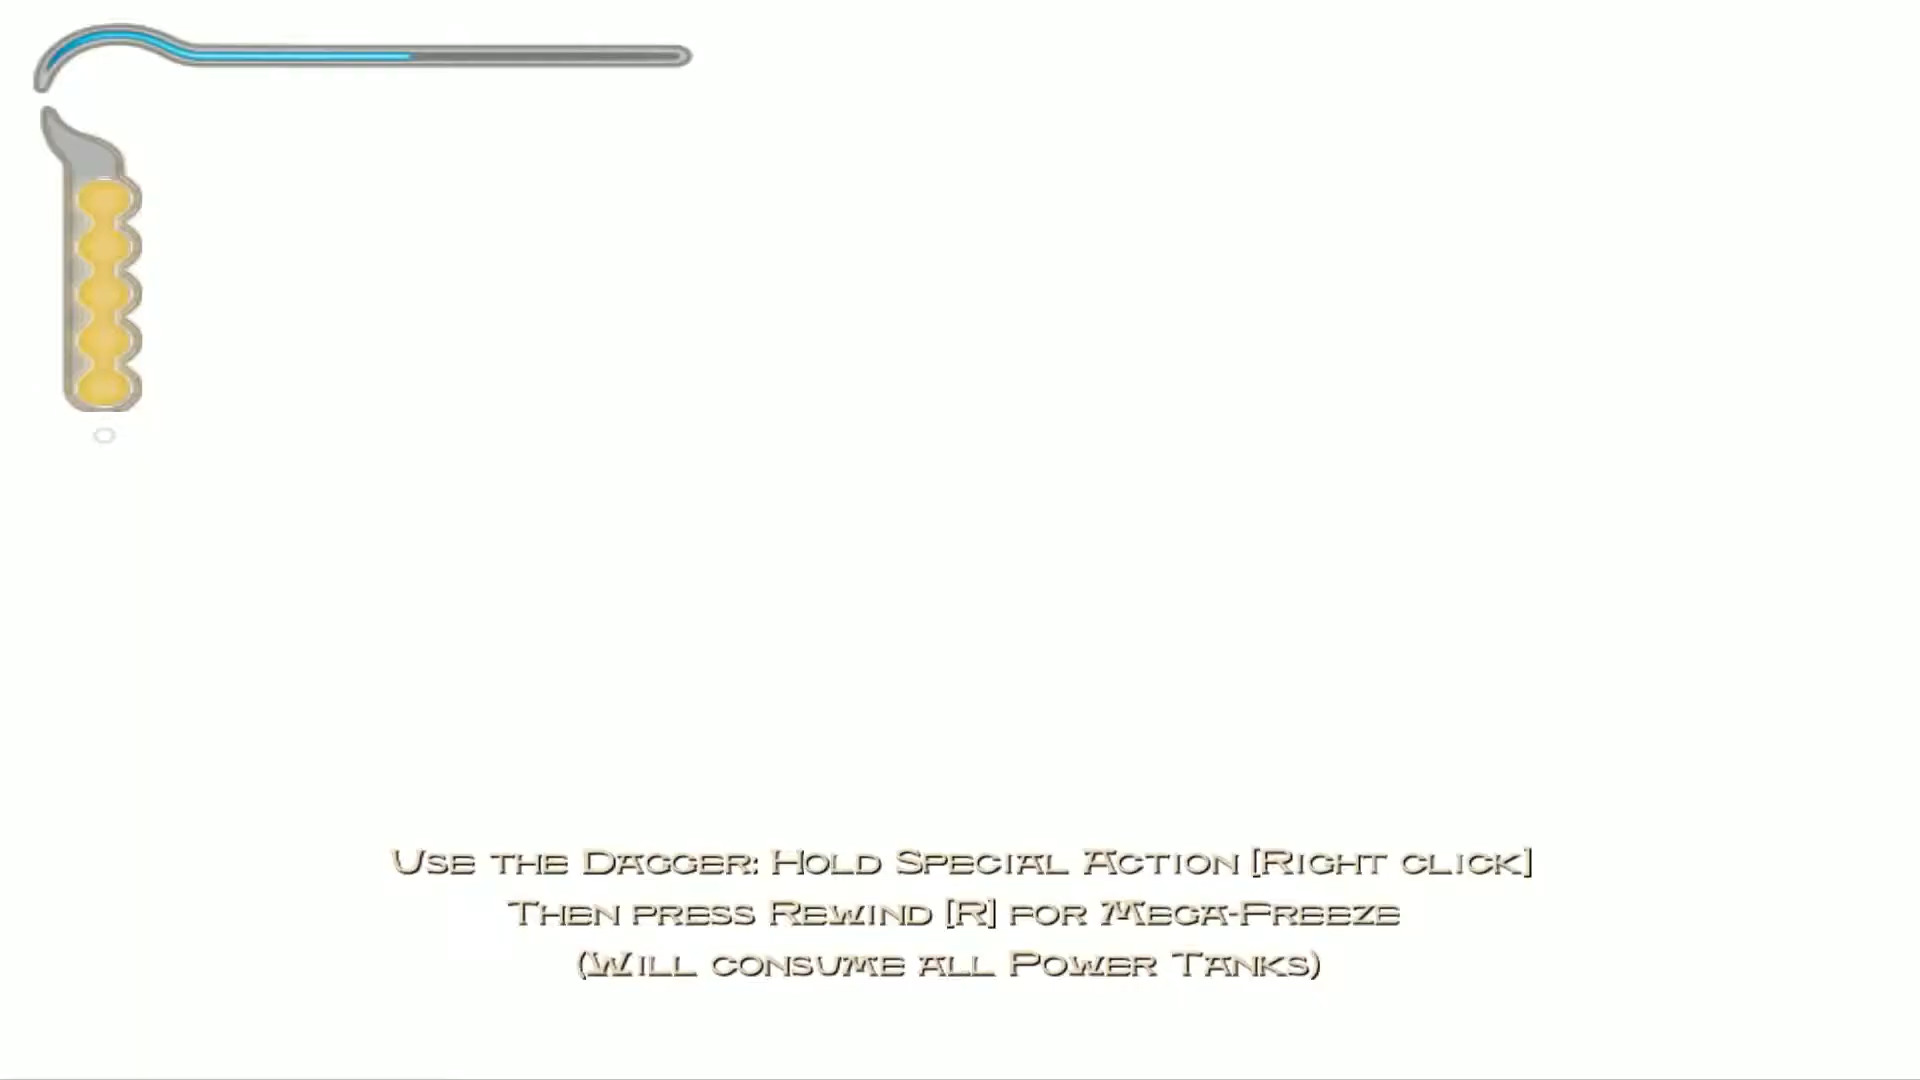 Use the Dagger: Hold Special Action [Right click]
Then press Rewind [R] for Mega-Freeze
(Will consume all Power Tanks)